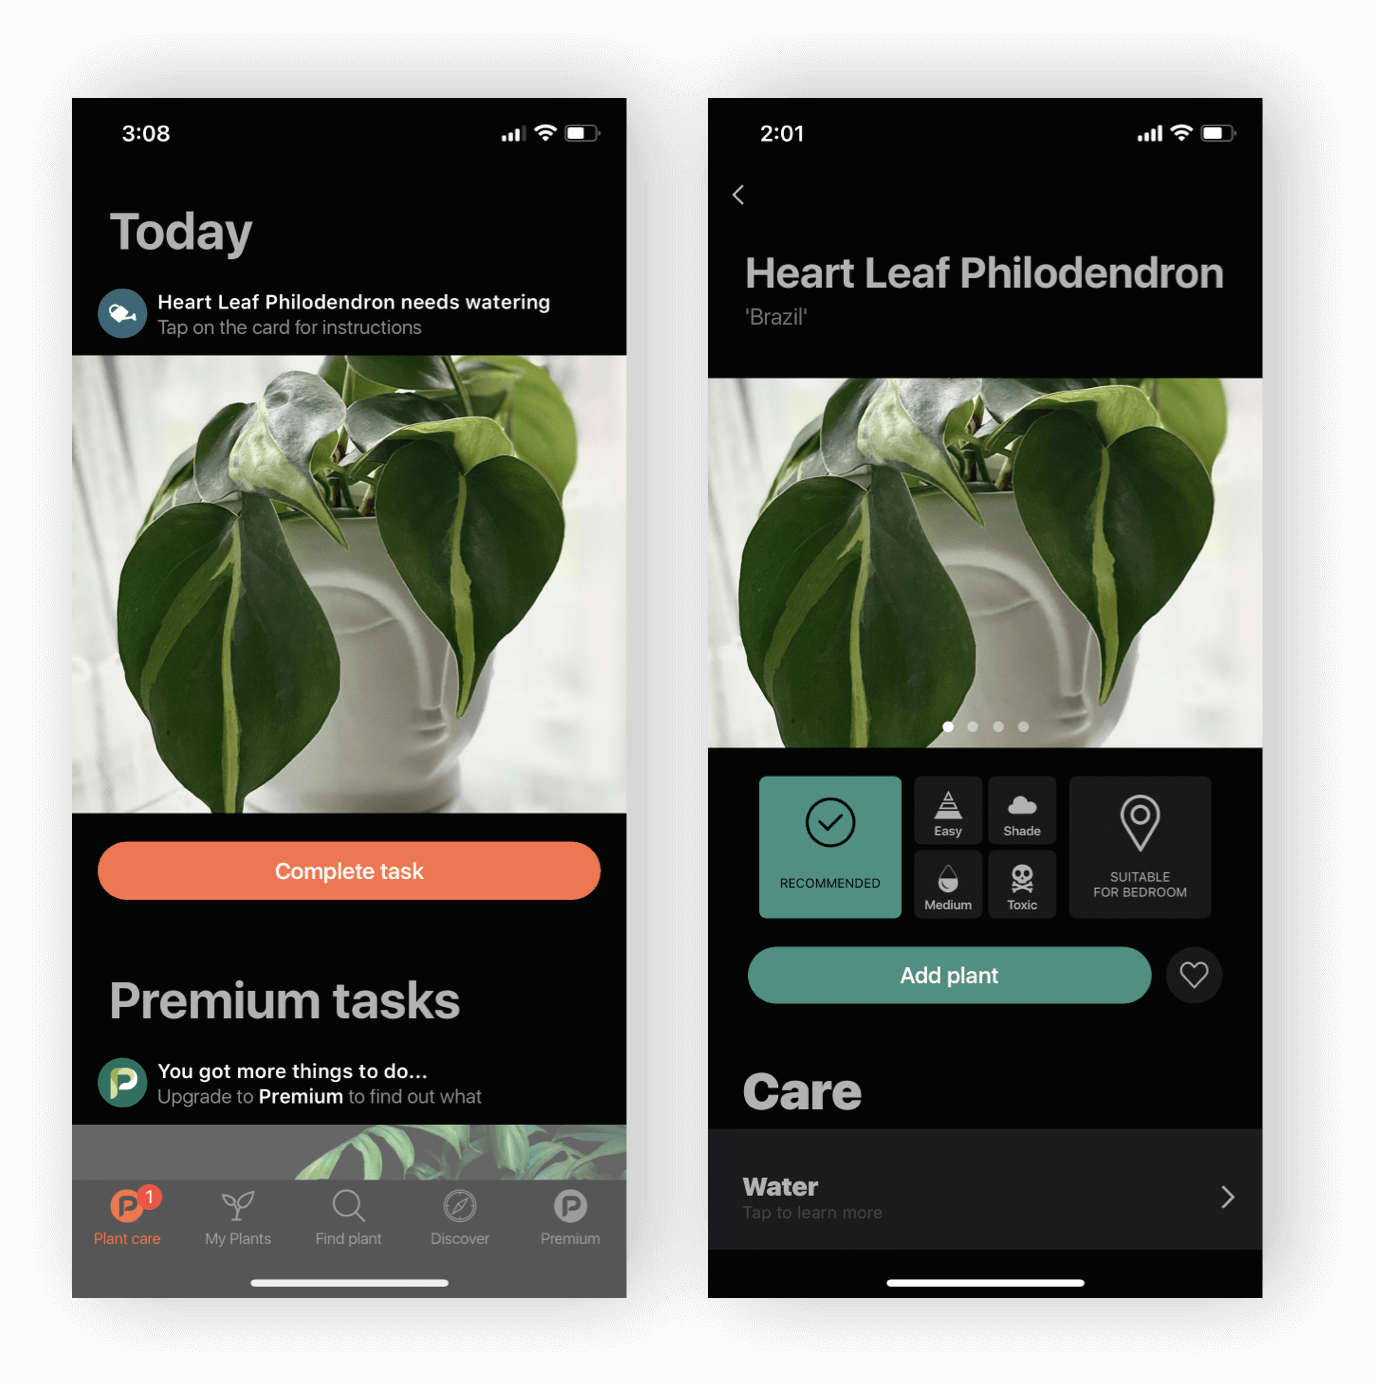 3:08
Today
Heart Leaf Philodendron needs watering
Tap on the card for instructions
Complete task
Premium tasks
You got more things to do...
Upgrade to Premium to find out what
1
Plant care
My Plants
Find plant
Discover
Premium
2:01
Heart Leaf Philodendron
'Brazil'
RECOMMENDED
Easy
Shade
Medium
Toxic
SUITABLE
FOR BEDROOM
Add plant
Care
Water
Tap to learn more